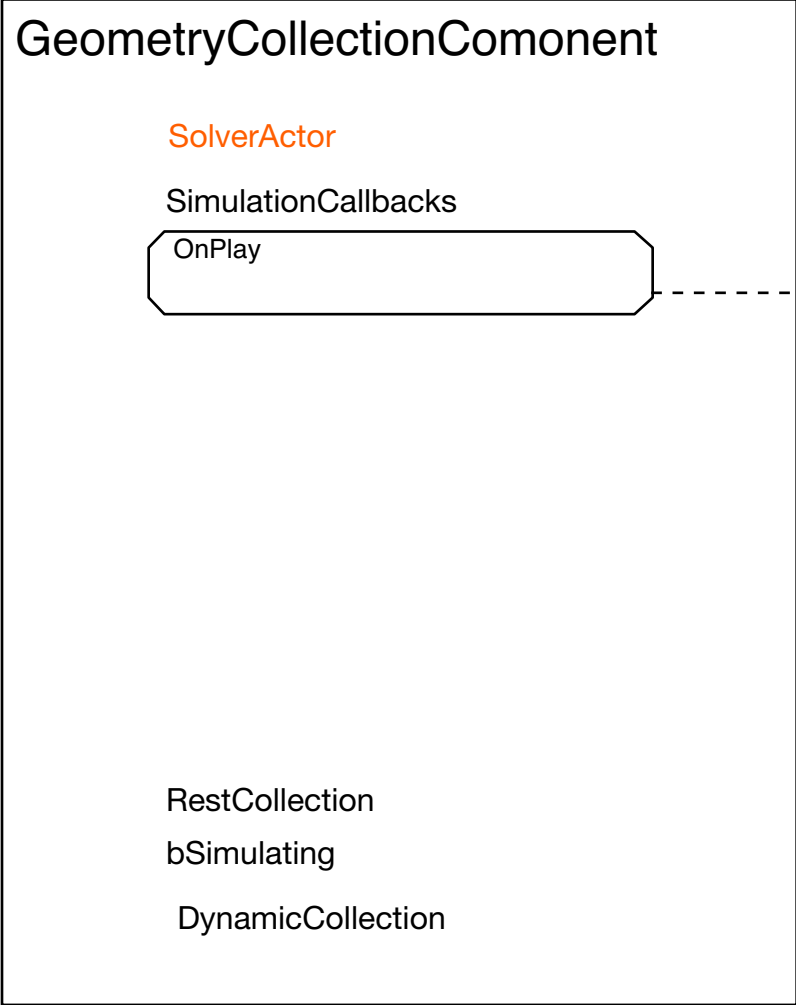 GeometryCollectionComonent
SolverActor
SimulationCallbacks
OnPlay
RestCollection
bSimulating
DynamicCollection